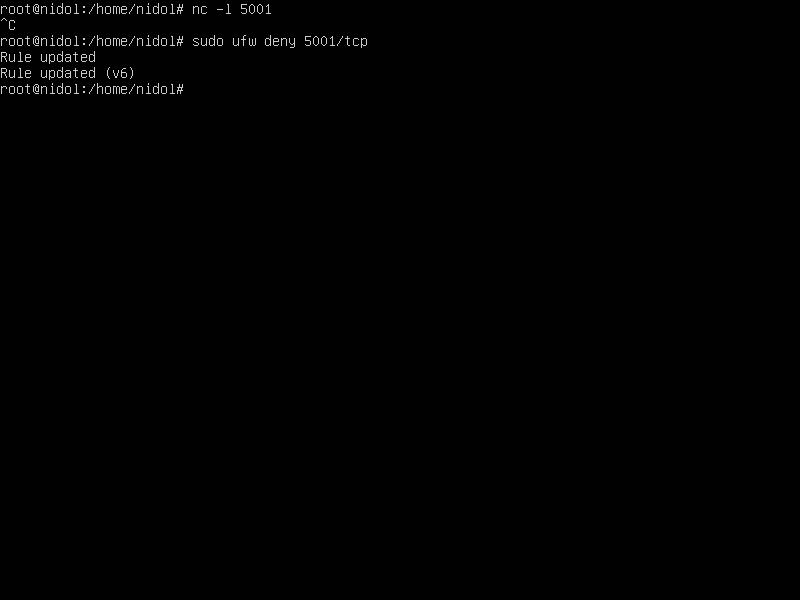 root@nidol:/home/nidol# nc -l 5001
^C
root@nidol:/home/nidol# sudo ufw deny 5001/tcp
Rule updated
Rule updated (v6)
root@nidol:/home/nidol#